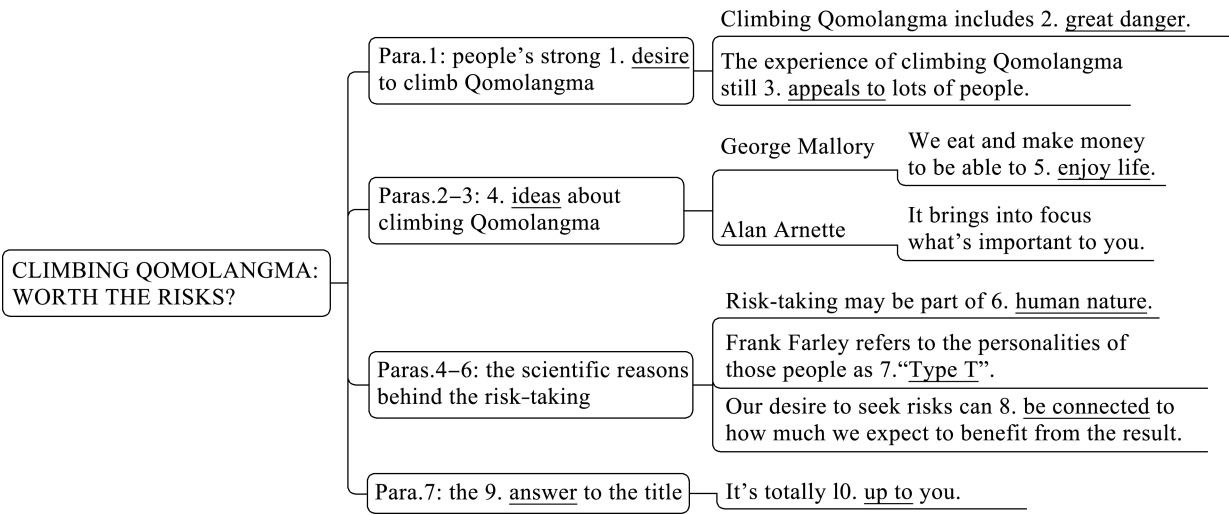 CLIMBING QOMOLANGMA:
WORTH THE RISKS?
Para.1: people's strong 1. desire
to climb Qomolangma
Climbing Qomolangma includes 2. great danger.
The experience of climbing Qomolangma
still 3. appeals to lots of people.
Paras.2–3: 4. ideas about
climbing Qomolangma
George Mallory
We eat and make money
to be able to 5. enjoy life.
Alan Arnette
It brings into focus
what's important to you.
Paras.4–6: the scientific reasons
behind the risk-taking
Risk-taking may be part of 6. human nature.
Frank Farley refers to the personalities of
those people as 7.“Type T”.
Our desire to seek risks can 8. be connected to
how much we expect to benefit from the result.
Para.7: the 9. answer to the title
It's totally l0. up to you.